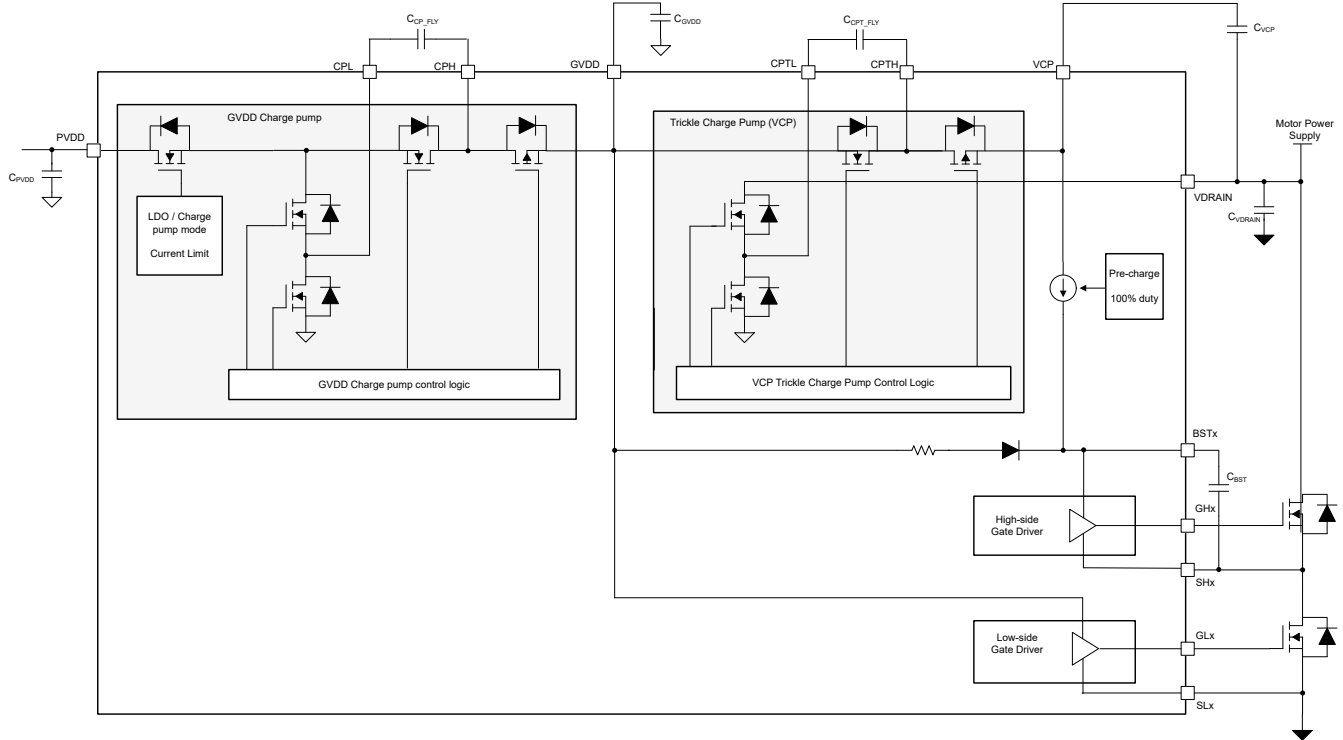 CCP_FLY
CGVDD
CCPT_FLY
CVCP
CPL
CPH
GVDD
CPTL
CPTH
VCP
PVDD
GVDD Charge pump
Trickle Charge Pump (VCP)
Motor Power
Supply
CPVDD
LDO / Charge
pump mode
Current Limit
VDRAIN
CVDRAIN
Pre-charge
100% duty
GVDD Charge pump control logic
VCP Trickle Charge Pump Control Logic
BSTx
CBST
High-side
Gate Driver
GHx
SHx
Low-side
Gate Driver
GLx
SLx